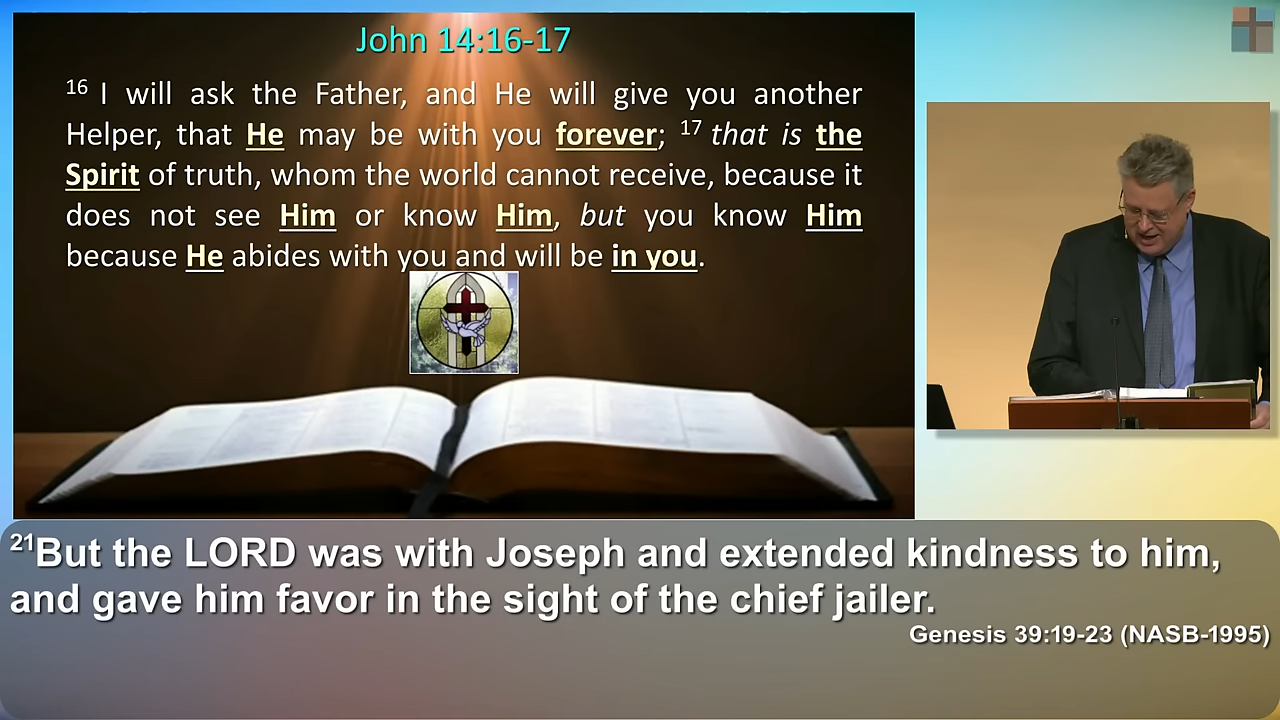 John 14:16-17
16 I will ask the Father, and He will give you another
Helper, that He may be with you forever; 17 that is the
Spirit of truth, whom the world cannot receive, because it
does not see Him or know Him, but you know Him
because He abides with you and will be in you.
21But the LORD was with Joseph and extended kindness to him,
and gave him favor in the sight of the chief jailer.
Genesis 39:19-23 (NASB-1995)